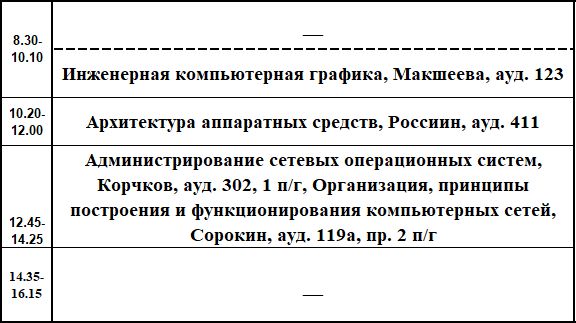 8.30-
10.10
—
Инженерная компьютерная графика, Макшеева, ауд. 123
10.20-
12.00
Архитектура аппаратных средств, Россиин, ауд. 411
12.45-
14.25
Администрирование сетевых операционных систем,
Корчков, ауд. 302, 1 п/г, Организация, принципы
построения и функционирования компьютерных сетей,
Сорокин, ауд. 119а, пр. 2 п/г
14.35-
16.15
—